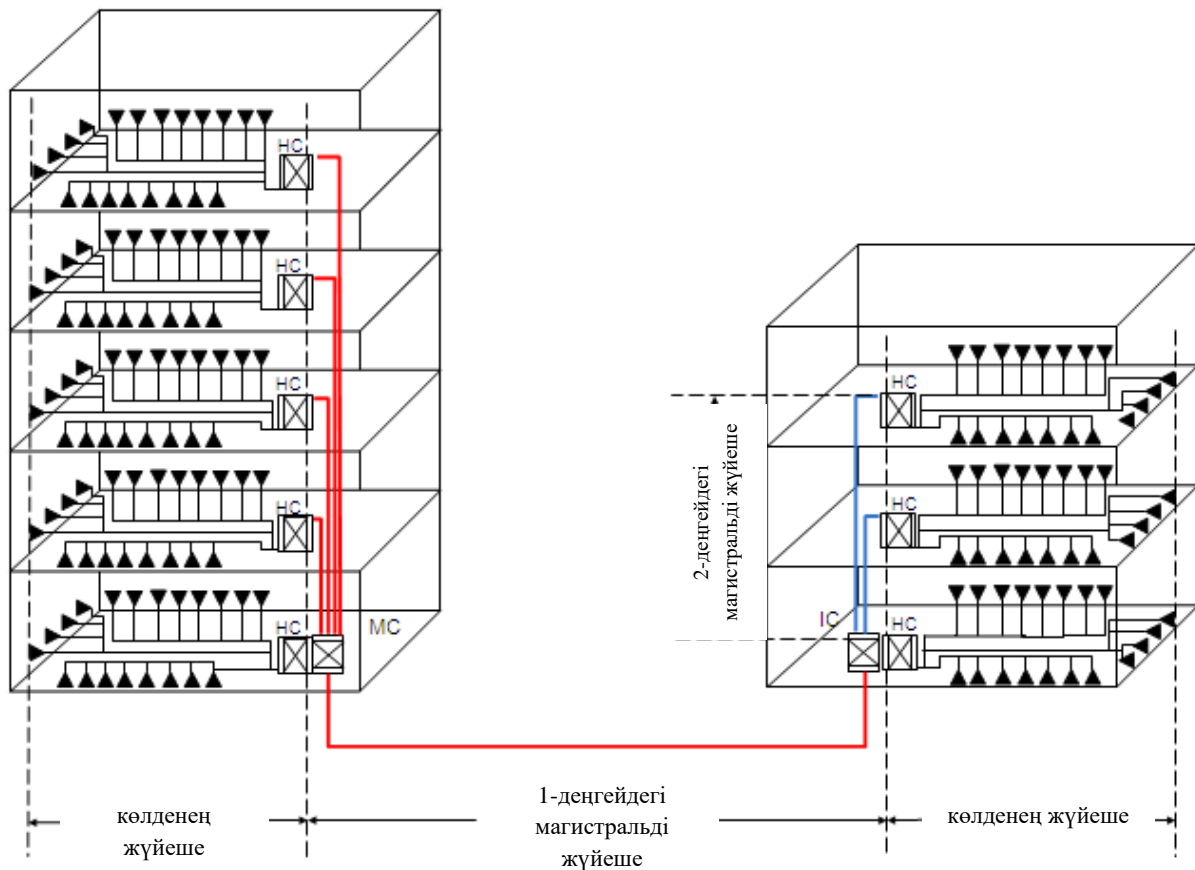 HC
HC
HC
HC
HC
MC
HC
HC
IC
HC
2-деңгейдегі
магистральді жүйеше
көлденең
жүйеше
1-деңгейдегі
магистральді
жүйеше
көлденең жүйеше